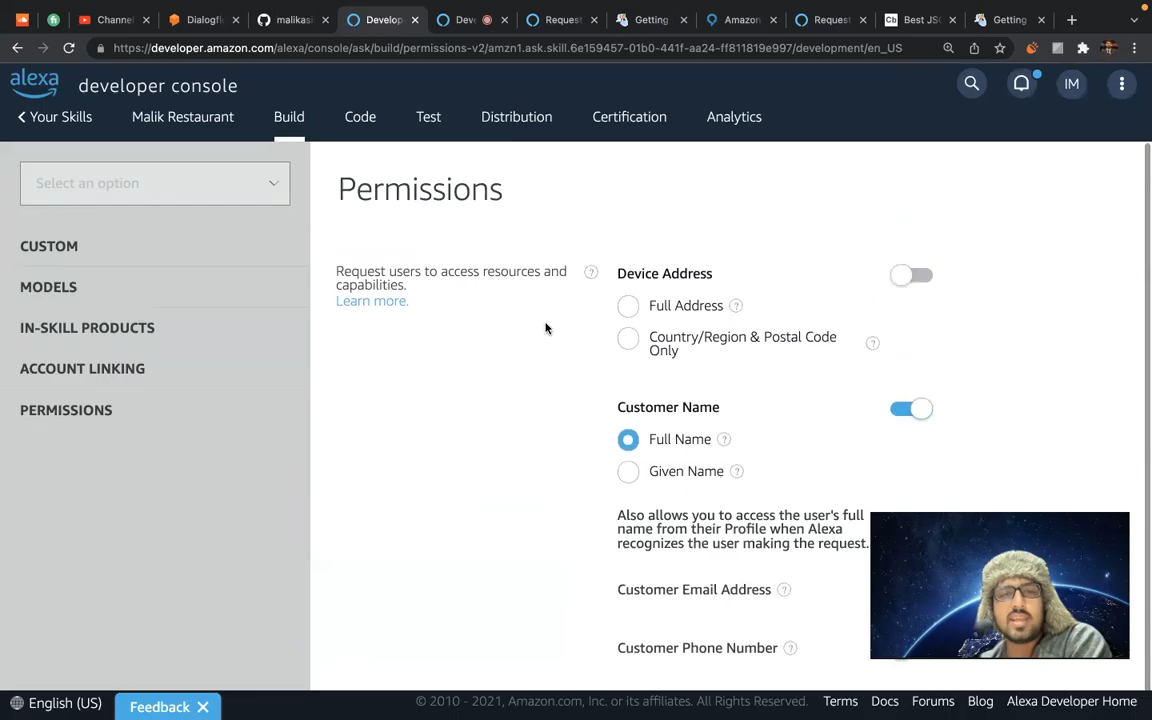 Channel
Dialogfl
malikas
Develop
Dev
Request
Getting
Amazon
Request
Cb Best JS
Getting
https://developer.amazon.com/alexa/console/ask/build/permissions-v2/amzn1.ask.skill.6e159457-01b0-441f-aa24-ff811819e997/development/en_US
alexa developer console
IM
Your Skills Malik Restaurant Build Code Test Distribution Certification Analytics
Select an option
CUSTOM
MODELS
IN-SKILL PRODUCTS
ACCOUNT LINKING
PERMISSIONS
Permissions
Request users to access resources and
capabilities.
Learn more.
Device Address
Full Address
Country/Region & Postal Code
Only
Customer Name
Full Name
Given Name
Also allows you to access the user's full
name from their Profile when Alexa
recognizes the user making the request.
Customer Email Address
Customer Phone Number
English (US)
Feedback
© 2010 - 2021, Amazon.com, Inc. or its affiliates. All Rights Reserved.
Terms Docs Forums Blog Alexa Developer Home